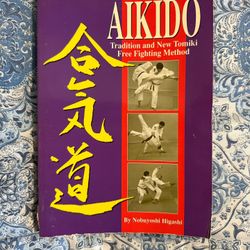 AIKIDO
Tradition and New Tomiki
Free Fighting Method
合気道
By Nobuyoshi Higashi